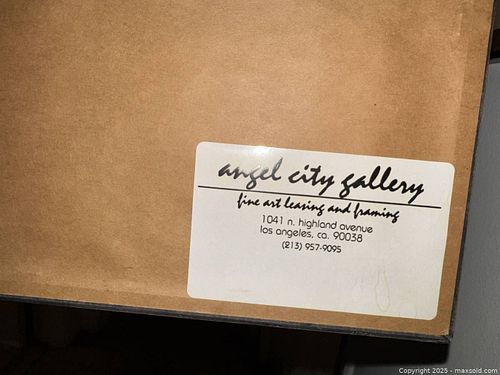 angel city gallery
fine art leasing and framing
1041 n. highland avenue
los angeles, ca. 90038
(213) 957-9095
Copyright 2025 - maxsold.com